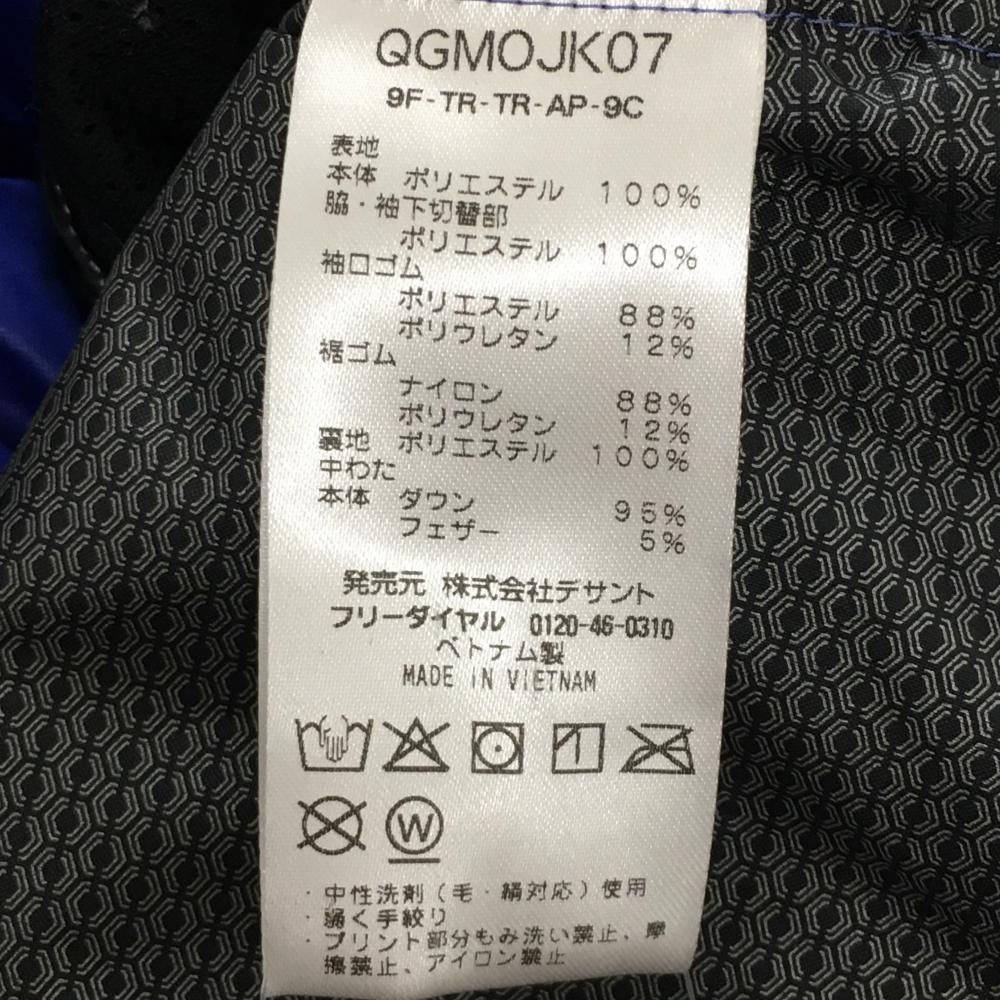 QGMOJK07
9F-TR-TR-AP-9C
表地
本体 ポリエステル 100%
脇・袖下切替部
ポリエステル 100%
袖口ゴム
ポリエステル 88%
ポリウレタン 12%
裾ゴム
ナイロン 88%
ポリウレタン 12%
裏地 ポリエステル 100%
中わた
本体 ダウン 95%
フェザー 5%
発売元 株式会社デサント
フリーダイヤル 0120-46-0310
ベトナム製
MADE IN VIETNAM
W
・中性洗剤(毛・絹対応)使用
・弱く手絞り
・プリント部分もみ洗い禁止、摩
擦禁止、アイロン禁止